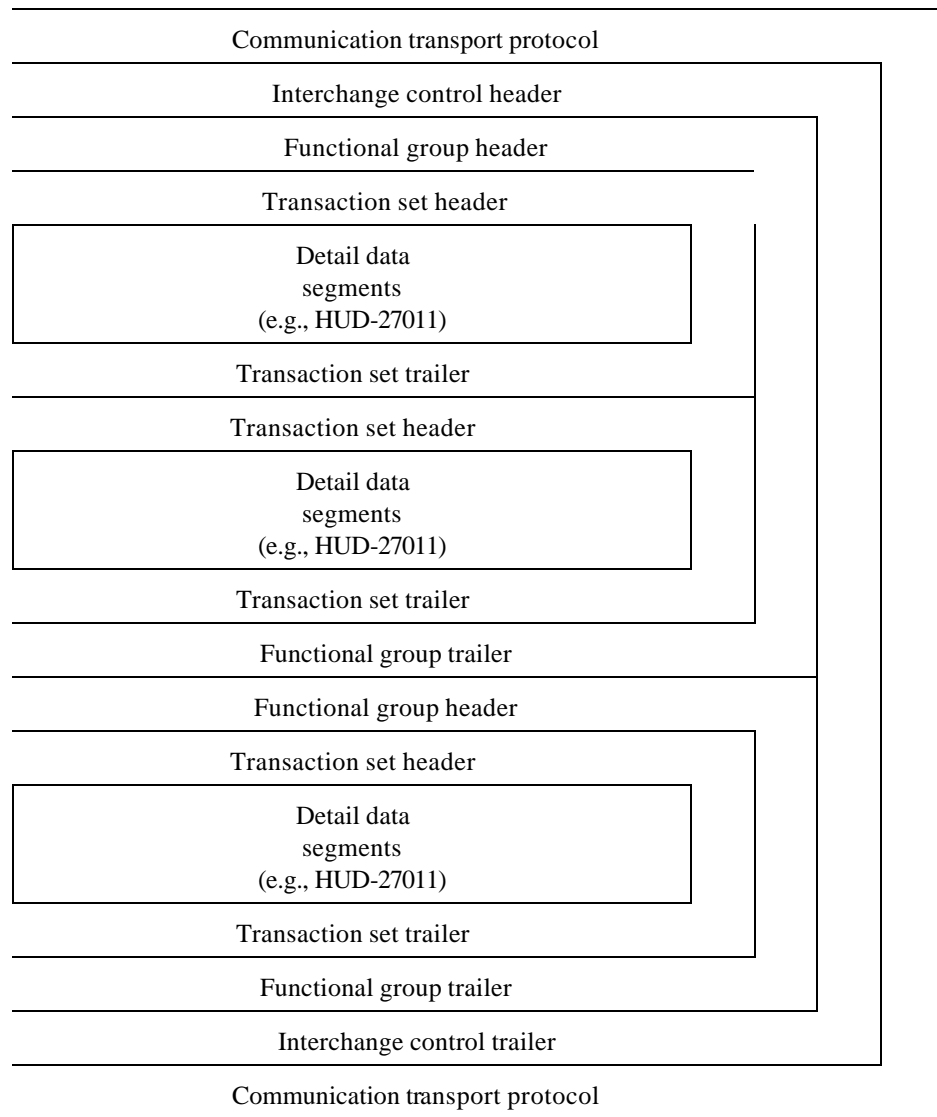 Communication transport protocol
Interchange control header
Functional group header
Transaction set header
Detail data
segments
(e.g., HUD-27011)
Transaction set trailer
Transaction set header
Detail data
segments
(e.g., HUD-27011)
Transaction set trailer
Functional group trailer
Functional group header
Transaction set header
Detail data
segments
(e.g., HUD-27011)
Transaction set trailer
Functional group trailer
Interchange control trailer
Communication transport protocol